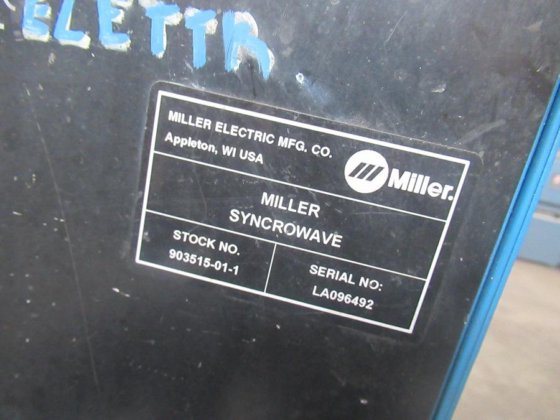 ELETTR
MILLER ELECTRIC MFG. CO.
Appleton, WI USA
Miller.
MILLER
SYNCROWAVE
STOCK NO.
903515-01-1
SERIAL NO:
LA096492